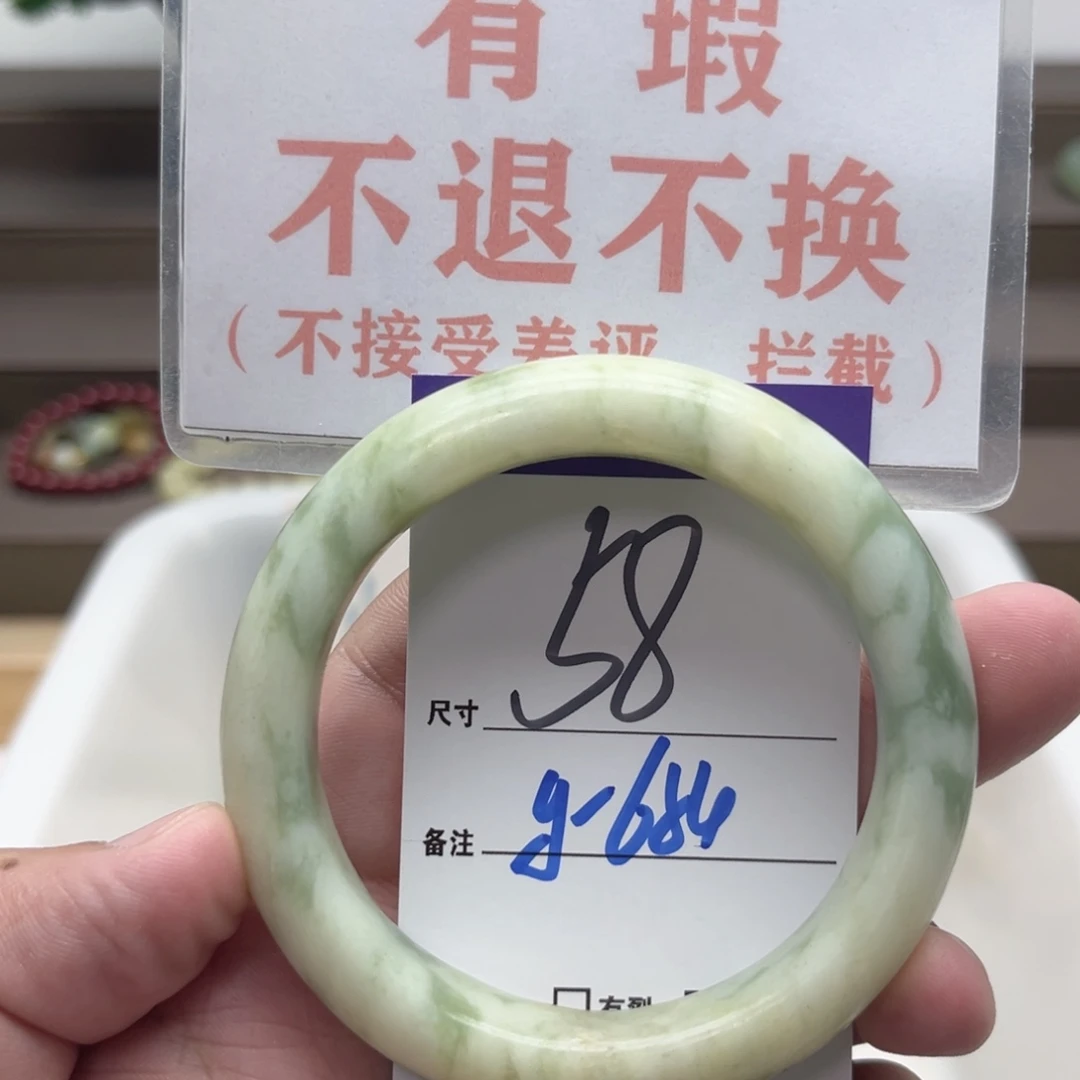 有 瑕
不退不换
（不接受差评 拦截）
58
尺寸
g-684
备注
□ 有裂